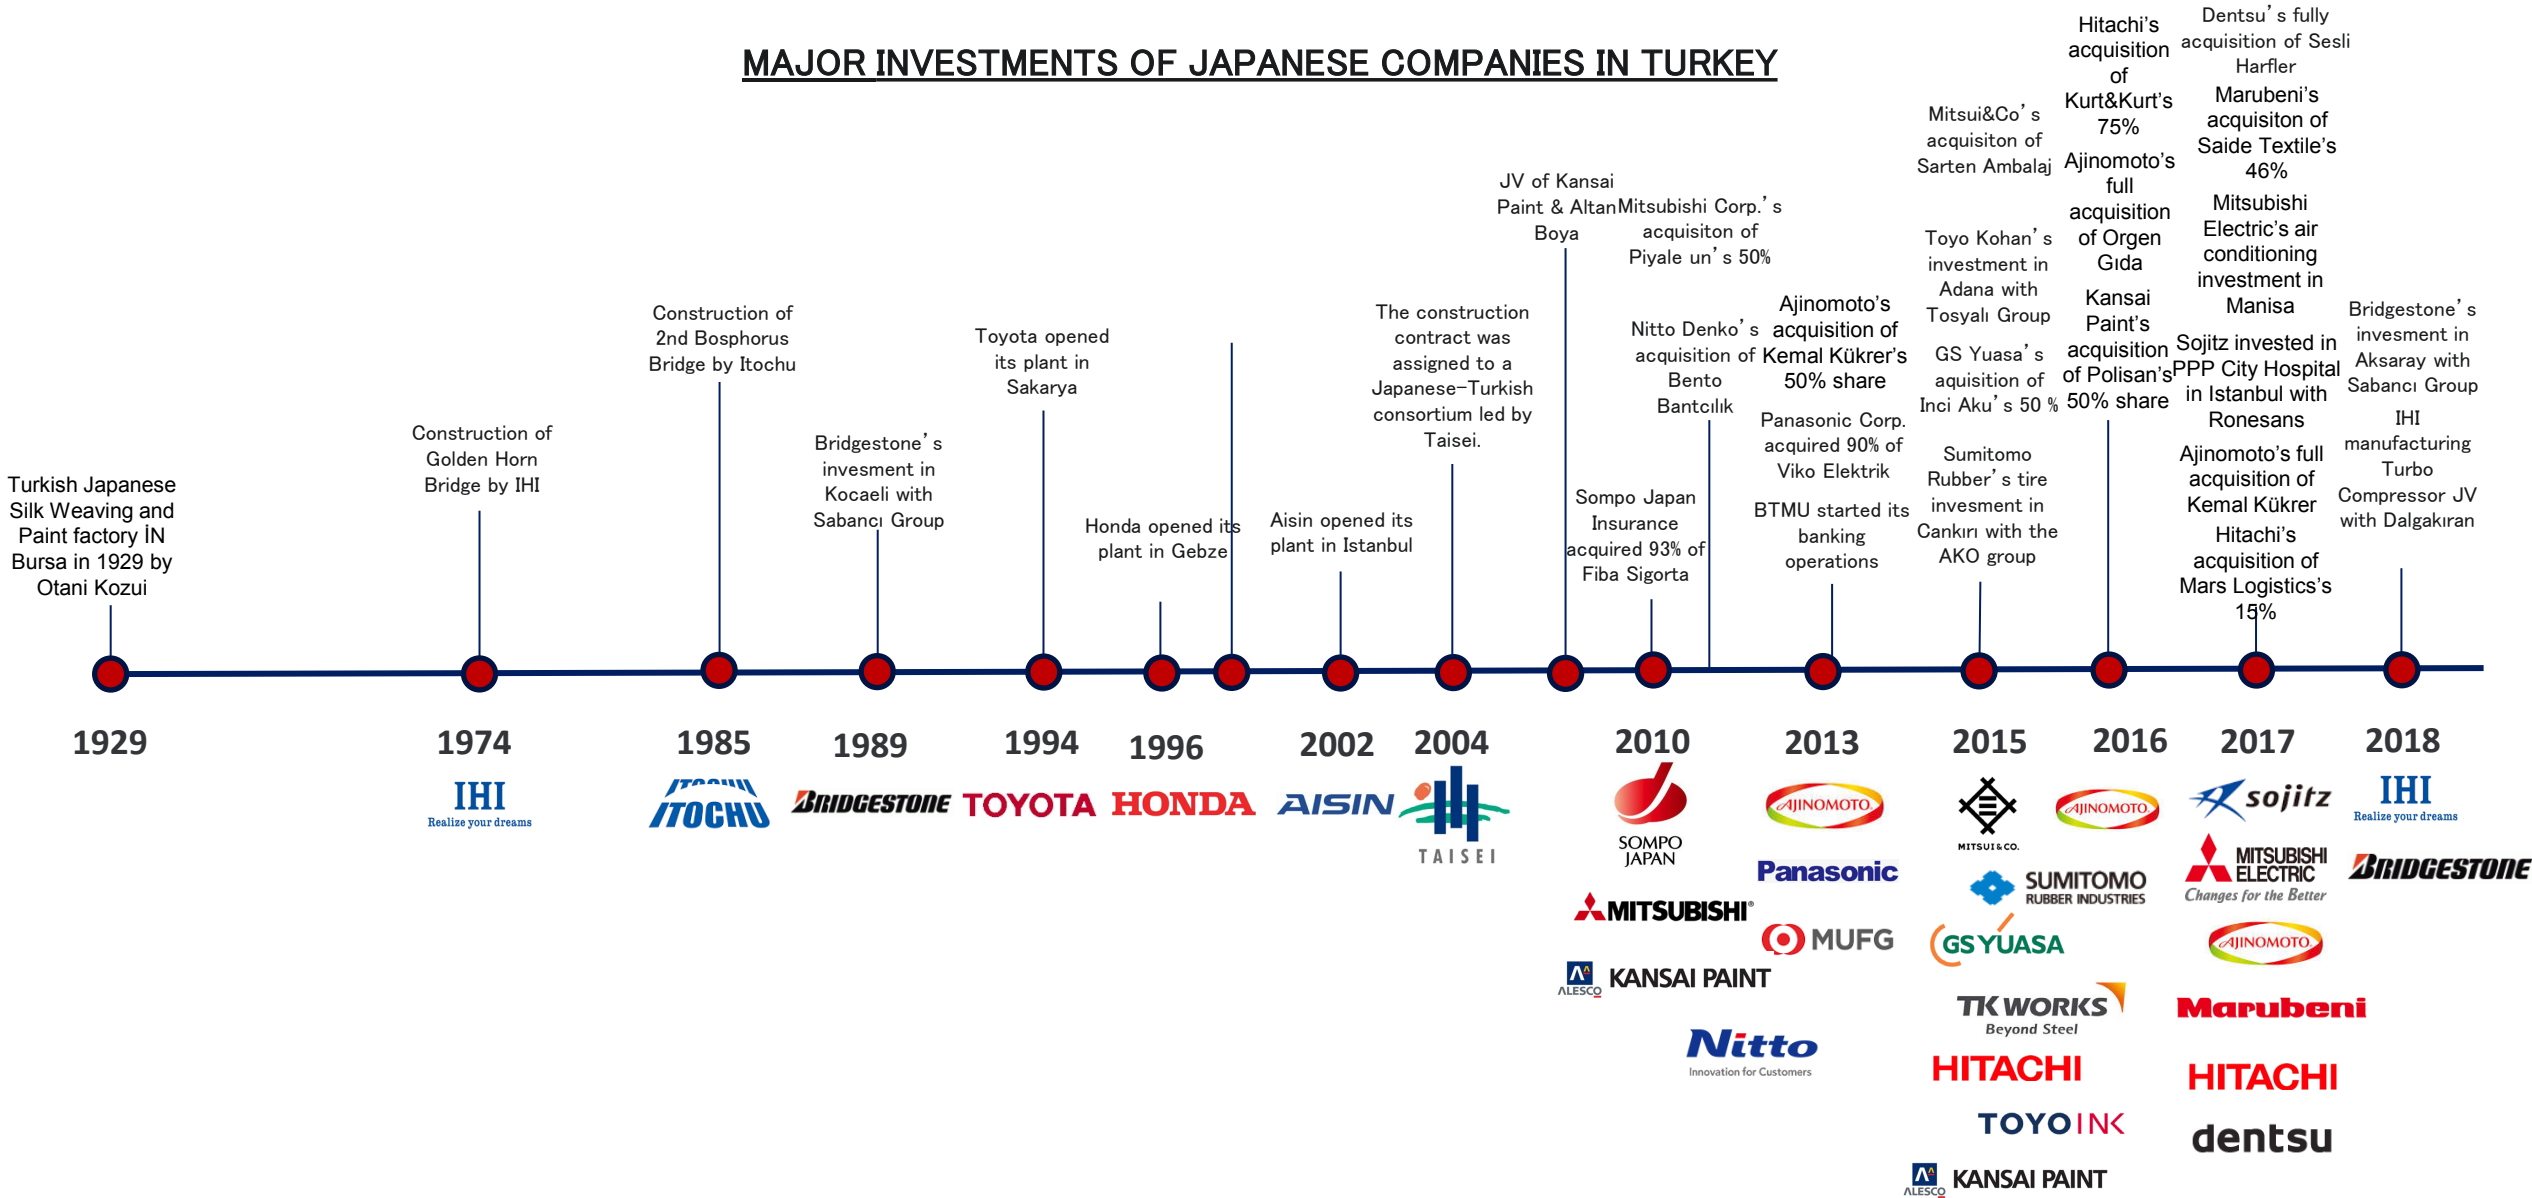 MAJOR INVESTMENTS OF JAPANESE COMPANIES IN TURKEY
Turkish Japanese
Silk Weaving and
Paint factory İN
Bursa in 1929 by
Otani Kozui
Construction of
Golden Horn
Bridge by IHI
Construction of
2nd Bosphorus
Bridge by Itochu
Bridgestone's
invesment in
Kocaeli with
Sabancı Group
Toyota opened
its plant in
Sakarya
Honda opened its
plant in Gebze
Aisin opened its
plant in Istanbul
The construction
contract was
assigned to a
Japanese-Turkish
consortium led by
Taisei.
JV of Kansai
Paint & Altan
Boya
Sompo Japan
Insurance
acquired 93% of
Fiba Sigorta
Mitsubishi Corp.'s
acquisiton of
Piyale un's 50%
Nitto Denko's
acquisition of
Bento
Bantcılık
Ajinomoto's
acquisition of
Kemal Kükrer's
50% share
Panasonic Corp.
acquired 90% of
Viko Elektrik
BTMU started its
banking
operations
Mitsui&Co's
acquisiton of
Sarten Ambalaj
Toyo Kohan's
investment in
Adana with
Tosyalı Group
GS Yuasa's
aquisition of
Inci Aku's 50 %
Sumitomo
Rubber's tire
invesment in
Cankırı with the
AKO group
Hitachi's
acquisition
of
Kurt&Kurt's
75%
Ajinomoto's
full
acquisition
of Orgen
Gıda
Kansai
Paint's
acquisition
of Polisan's
50% share
Dentsu's fully
acquisition of Sesli
Harfler
Marubeni's
acquisiton of
Saide Textile's
46%
Mitsubishi
Electric's air
conditioning
investment in
Manisa
Sojitz invested in
PPP City Hospital
in Istanbul with
Ronesans
Ajinomoto's full
acquisition of
Kemal Kükrer
Hitachi's
acquisition of
Mars Logistics's
15%
Bridgestone's
invesment in
Aksaray with
Sabancı Group
IHI
manufacturing
Turbo
Compressor JV
with Dalgakıran
1929
1974
1985
1989
1994
1996
2002
2004
2010
2013
2015
2016
2017
2018
IHI
Realize your dreams
ITOCHU
ITOCHU
BRIDGESTONE
TOYOTA
HONDA
AISIN
TAISEI
SOMPO
JAPAN
MITSUBISHI®
ALESCO KANSAI PAINT
Nitto
Innovation for Customers
AJINOMOTO.
Panasonic
MUFG
MITSUI & CO.
SUMITOMO
RUBBER INDUSTRIES
GS YUASA
TK WORKS
Beyond Steel
HITACHI
TOYO INK
ALESCO KANSAI PAINT
AJINOMOTO.
sojitz
MITSUBISHI
ELECTRIC
Changes for the Better
AJINOMOTO.
Marubeni
HITACHI
dentsu
IHI
Realize your dreams
BRIDGESTONE